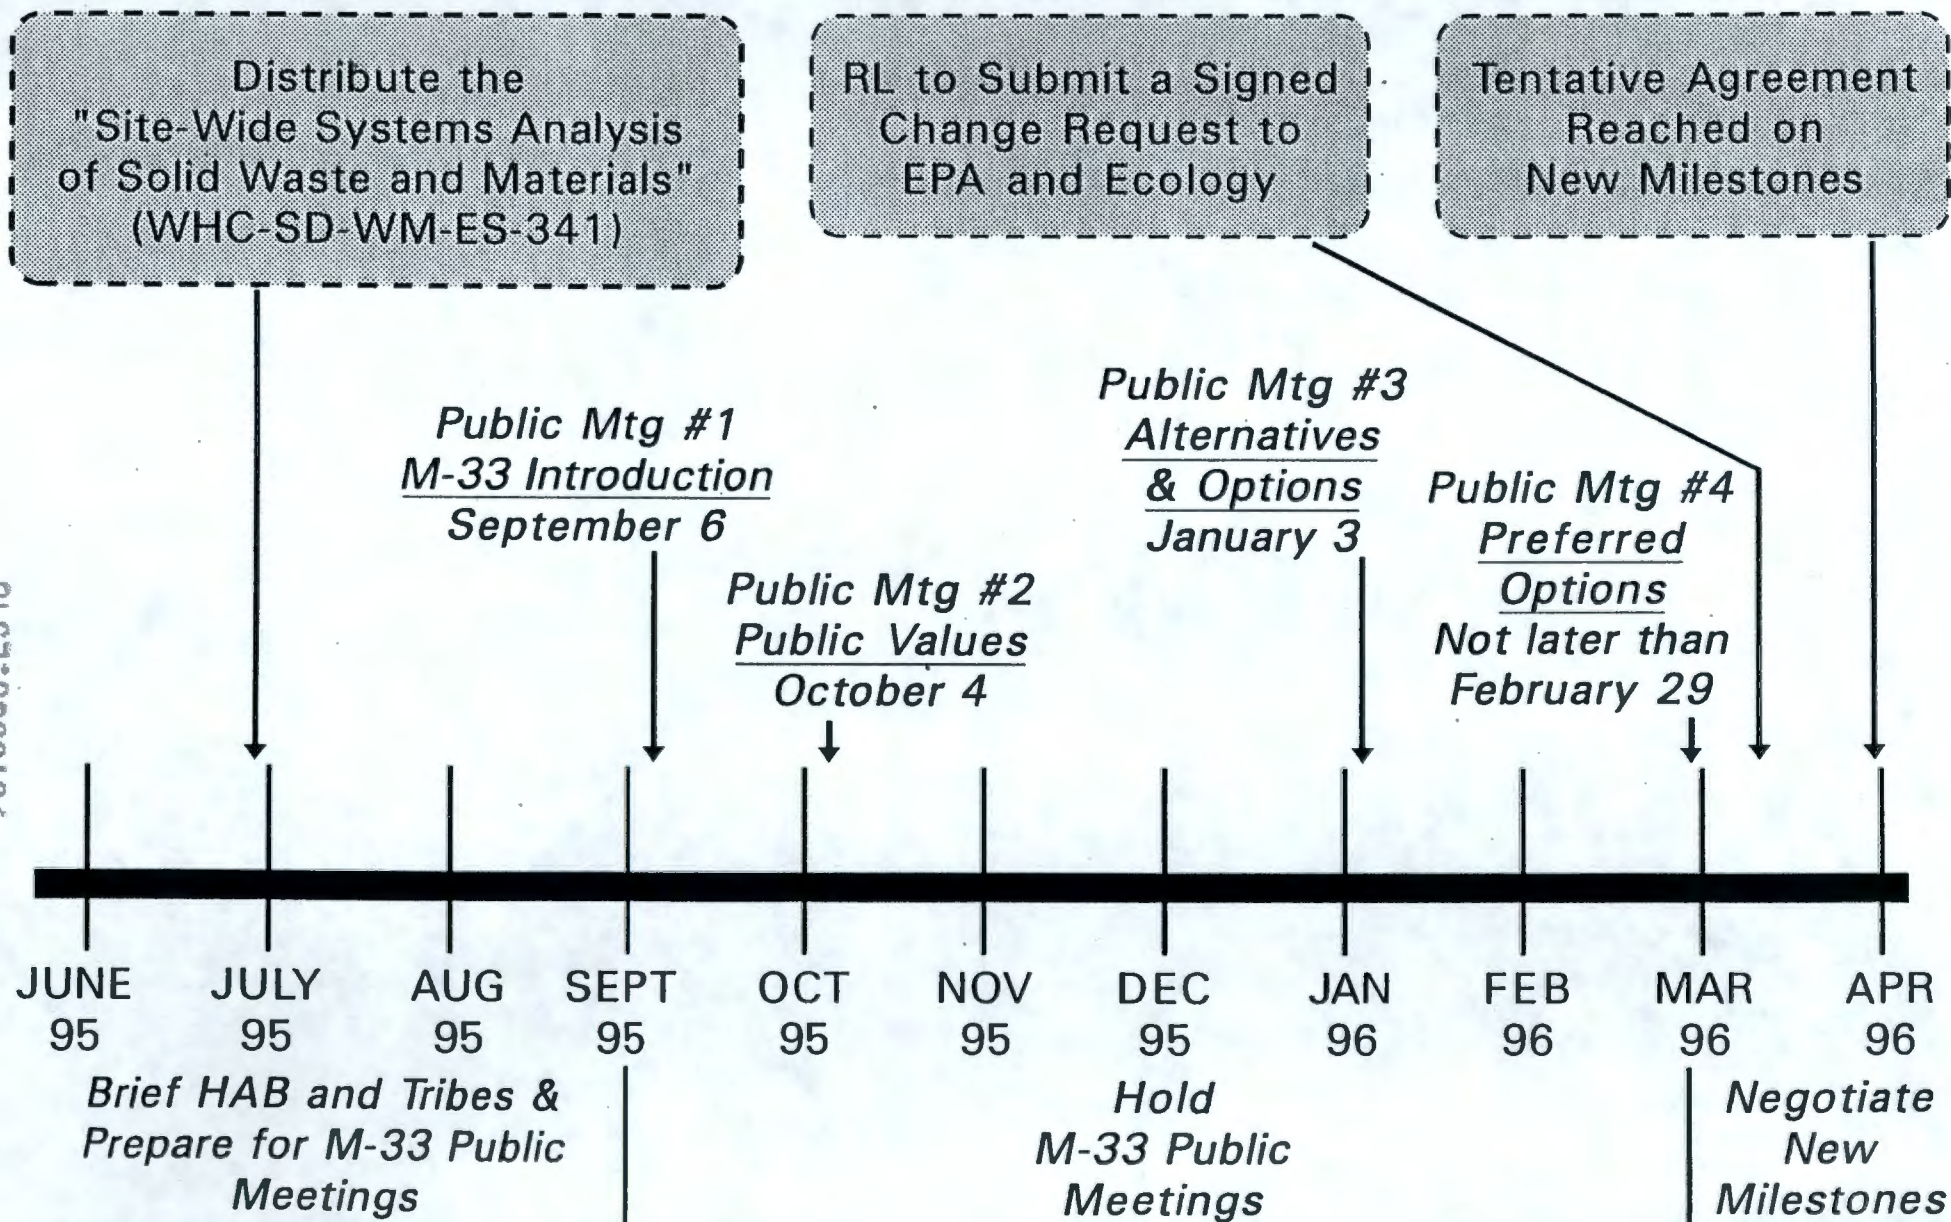 Distribute the
"Site-Wide Systems Analysis
of Solid Waste and Materials"
(WHC-SD-WM-ES-341)
RL to Submit a Signed
Change Request to
EPA and Ecology
Tentative Agreement
Reached on
New Milestones
Public Mtg #1
M-33 Introduction
September 6
Public Mtg #2
Public Values
October 4
Public Mtg #3
Alternatives
& Options
January 3
Public Mtg #4
Preferred
Options
Not later than
February 29
JUNE
95
JULY
95
AUG
95
SEPT
95
OCT
95
NOV
95
DEC
95
JAN
96
FEB
96
MAR
96
APR
96
Brief HAB and Tribes &
Prepare for M-33 Public
Meetings
Hold
M-33 Public
Meetings
Negotiate
New
Milestones